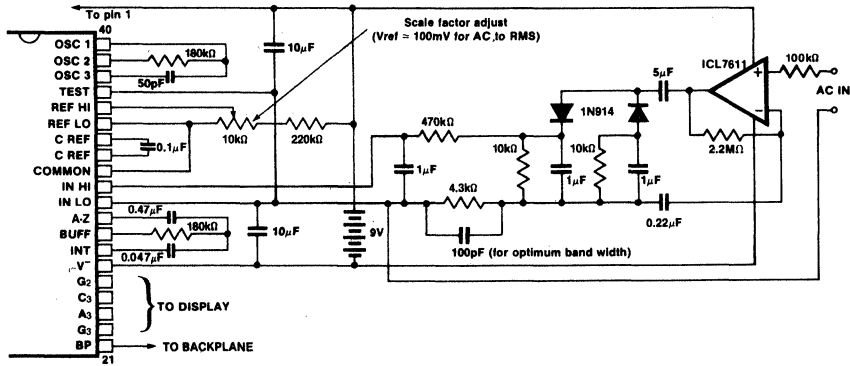 To pin 1
40
OSC 1
OSC 2
OSC 3
TEST
REF HI
REF LO
C REF
C REF
COMMON
IN HI
IN LO
A-Z
BUFF
INT
V⁻
G2
C3
A3
G3
BP
21
180kΩ
50pF
10μF
Scale factor adjust
(Vref ≃ 100mV for AC to RMS)
10kΩ
220kΩ
0.1μF
0.47μF
180kΩ
0.047μF
10μF
9V
470kΩ
1μF
4.3kΩ
100pF (for optimum band width)
10kΩ
1N914
1μF
10kΩ
1μF
5μF
ICL7611
+
−
100kΩ
AC IN
2.2MΩ
0.22μF
TO DISPLAY
TO BACKPLANE